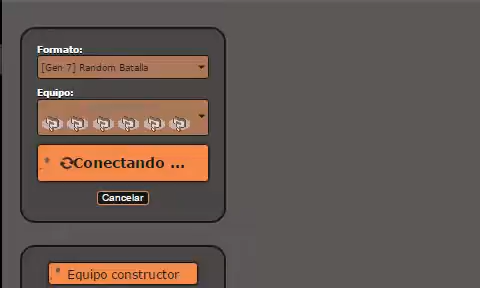 Formato:
[Gen 7] Random Batalla
Equipo:
Conectando ...
Cancelar
Equipo constructor